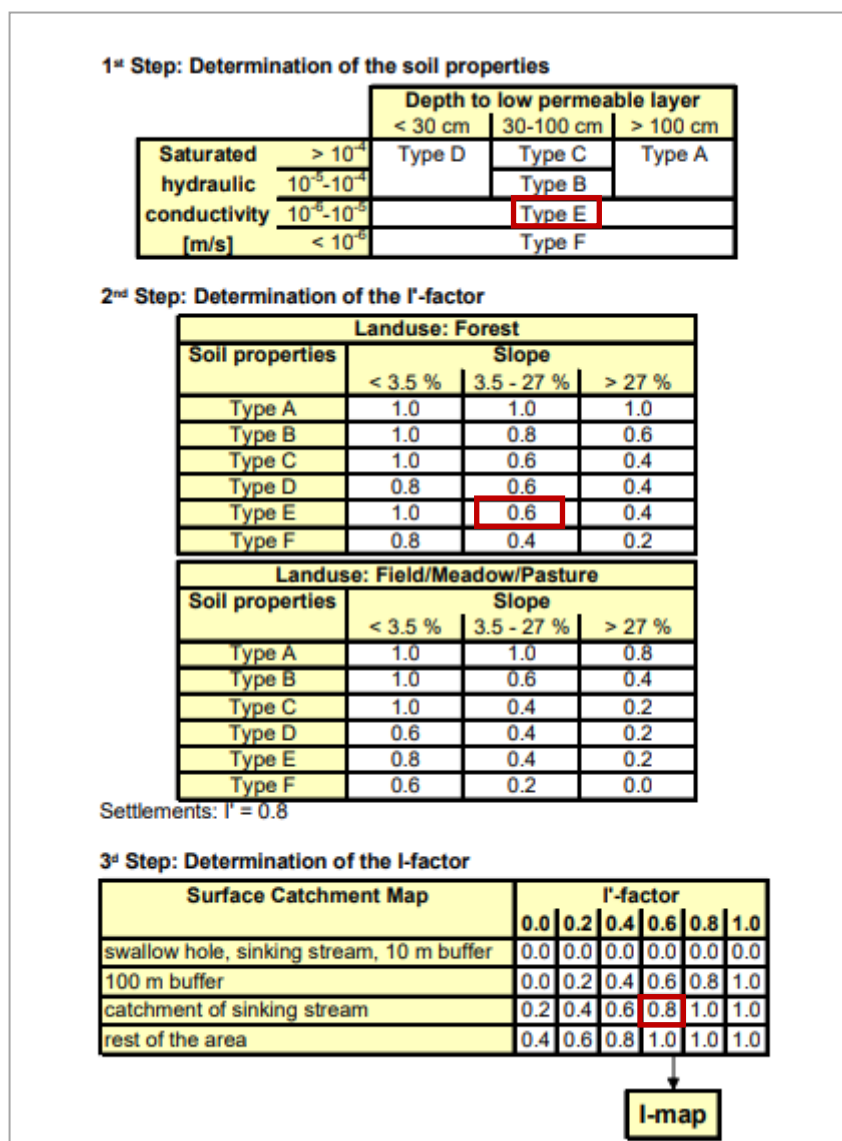 1st Step: Determination of the soil properties
Depth to low permeable layer
< 30 cm 30-100 cm > 100 cm
Saturated > 10-4 Type D Type C Type A
hydraulic 10-5-10-4 Type B
conductivity 10-6-10-5 Type E
[m/s] < 10-6 Type F
2nd Step: Determination of the I'-factor
Landuse: Forest
Soil properties Slope
< 3.5 % 3.5 - 27 % > 27 %
Type A 1.0 1.0 1.0
Type B 1.0 0.8 0.6
Type C 1.0 0.6 0.4
Type D 0.8 0.6 0.4
Type E 1.0 0.6 0.4
Type F 0.8 0.4 0.2
Landuse: Field/Meadow/Pasture
Soil properties Slope
< 3.5 % 3.5 - 27 % > 27 %
Type A 1.0 1.0 0.8
Type B 1.0 0.6 0.4
Type C 1.0 0.4 0.2
Type D 0.6 0.4 0.2
Type E 0.8 0.4 0.2
Type F 0.6 0.2 0.0
Settlements: I' = 0.8
3d Step: Determination of the I-factor
Surface Catchment Map I'-factor
0.0 0.2 0.4 0.6 0.8 1.0
swallow hole, sinking stream, 10 m buffer 0.0 0.0 0.0 0.0 0.0 0.0
100 m buffer 0.0 0.2 0.4 0.6 0.8 1.0
catchment of sinking stream 0.2 0.4 0.6 0.8 1.0 1.0
rest of the area 0.4 0.6 0.8 1.0 1.0 1.0
I-map